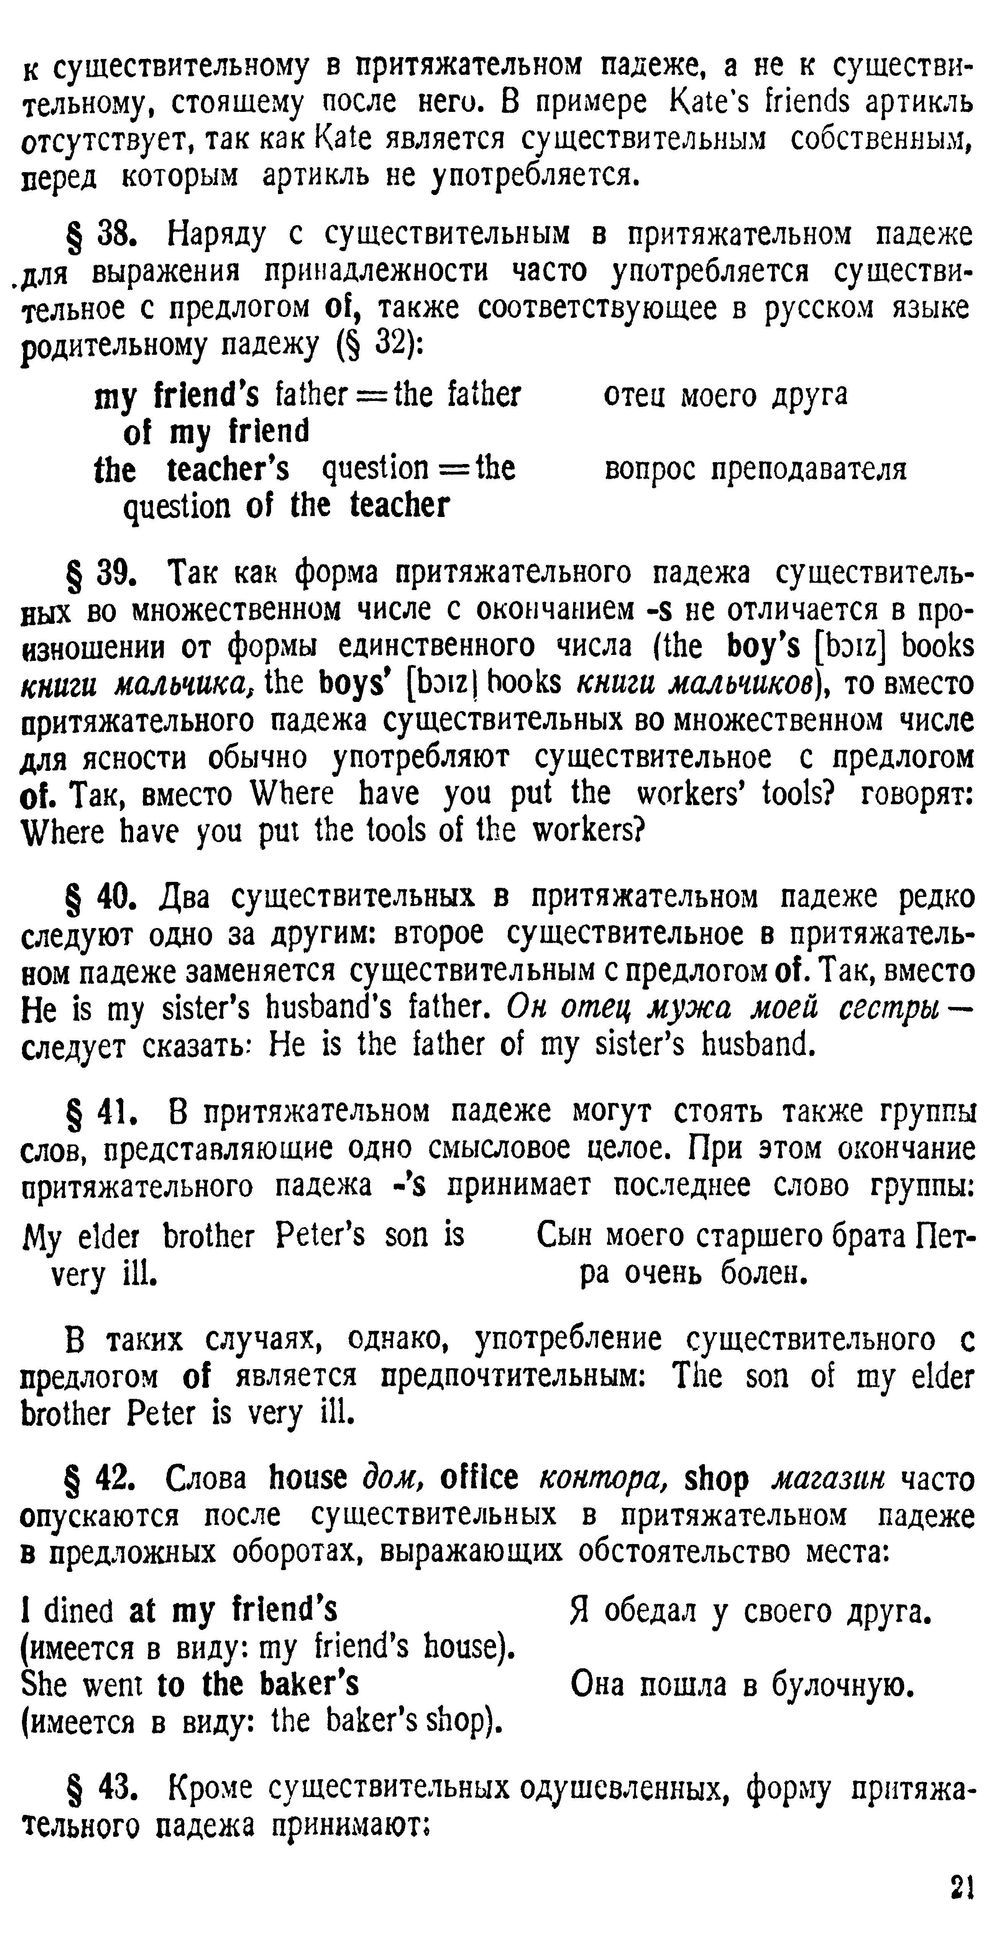 к существительному в притяжательном падеже, а не к существи-
тельному, стоящему после него. В примере Kate's friends артикль
отсутствует, так как Kate является существительным собственным,
перед которым артикль не употребляется.
§ 38. Наряду с существительным в притяжательном падеже
для выражения принадлежности часто употребляется существи-
тельное с предлогом of, также соответствующее в русском языке
родительному падежу (§ 32):
my friend's father = the father отец моего друга
of my friend
the teacher's question = the вопрос преподавателя
question of the teacher
§ 39. Так как форма притяжательного падежа существитель-
ных во множественном числе с окончанием -s не отличается в про-
изношении от формы единственного числа (the boy's [bɔɪz] books
книги мальчика, the boys' [bɔɪz] books книги мальчиков), то вместо
притяжательного падежа существительных во множественном числе
для ясности обычно употребляют существительное с предлогом
of. Так, вместо Where have you put the workers' tools? говорят:
Where have you put the tools of the workers?
§ 40. Два существительных в притяжательном падеже редко
следуют одно за другим: второе существительное в притяжатель-
ном падеже заменяется существительным с предлогом of. Так, вместо
He is my sister's husband's father. Он отец мужа моей сестры —
следует сказать: He is the father of my sister's husband.
§ 41. В притяжательном падеже могут стоять также группы
слов, представляющие одно смысловое целое. При этом окончание
притяжательного падежа -'s принимает последнее слово группы:
My elder brother Peter's son is Сын моего старшего брата Пет-
very ill. ра очень болен.
В таких случаях, однако, употребление существительного с
предлогом of является предпочтительным: The son of my elder
brother Peter is very ill.
§ 42. Слова house дом, office контора, shop магазин часто
опускаются после существительных в притяжательном падеже
в предложных оборотах, выражающих обстоятельство места:
I dined at my friend's Я обедал у своего друга.
(имеется в виду: my friend's house).
She went to the baker's Она пошла в булочную.
(имеется в виду: the baker's shop).
§ 43. Кроме существительных одушевленных, форму притяжа-
тельного падежа принимают:
21